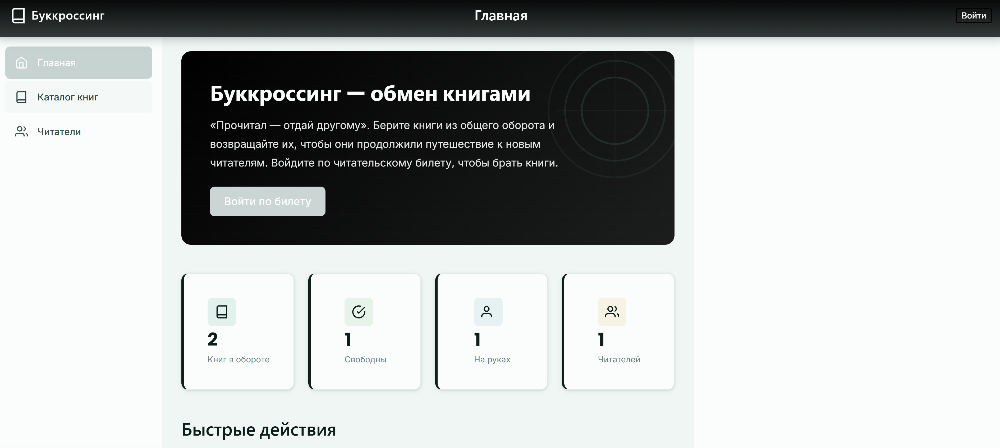 Буккроссинг
Главная
Войти
Главная
Каталог книг
Читатели
Буккроссинг — обмен книгами
«Прочитал — отдай другому». Берите книги из общего оборота и
возвращайте их, чтобы они продолжили путешествие к новым
читателям. Войдите по читательскому билету, чтобы брать книги.
Войти по билету
2
Книг в обороте
1
Свободны
1
На руках
1
Читателей
Быстрые действия